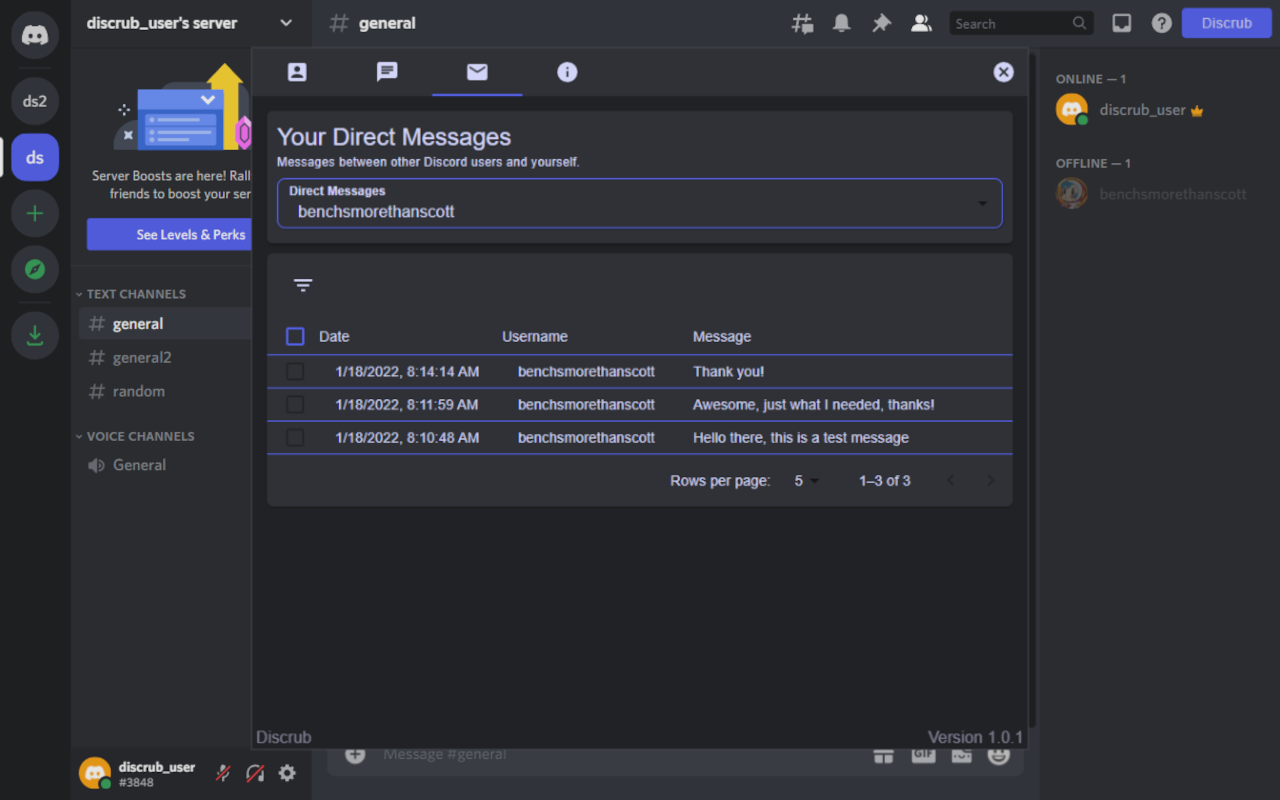 discrub_user's server
general
Search
Discrub
ds2
ds
Server Boosts are here! Rall
friends to boost your ser
See Levels & Perks
TEXT CHANNELS
general
general2
random
VOICE CHANNELS
General
discrub_user
#3848
Your Direct Messages
Messages between other Discord users and yourself.
Direct Messages
benchsmorethanscott
Date Username Message
1/18/2022, 8:14:14 AM benchsmorethanscott Thank you!
1/18/2022, 8:11:59 AM benchsmorethanscott Awesome, just what I needed, thanks!
1/18/2022, 8:10:48 AM benchsmorethanscott Hello there, this is a test message
Rows per page: 5 1–3 of 3
Discrub Version 1.0.1
Message #general
GIF
ONLINE — 1
discrub_user
OFFLINE — 1
benchsmorethanscott